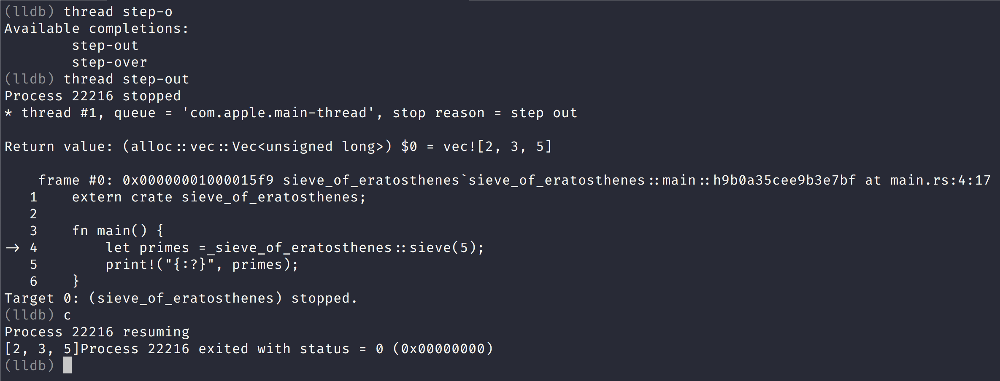 (lldb) thread step-o
Available completions:
        step-out
        step-over
(lldb) thread step-out
Process 22216 stopped
* thread #1, queue = 'com.apple.main-thread', stop reason = step out

Return value: (alloc::vec::Vec<unsigned long>) $0 = vec![2, 3, 5]

    frame #0: 0x00000001000015f9 sieve_of_eratosthenes`sieve_of_eratosthenes::main::h9b0a35cee9b3e7bf at main.rs:4:17
   1    extern crate sieve_of_eratosthenes;
   2
   3    fn main() {
-> 4        let primes =_sieve_of_eratosthenes::sieve(5);
   5        print!("{:?}", primes);
   6    }
Target 0: (sieve_of_eratosthenes) stopped.
(lldb) c
Process 22216 resuming
[2, 3, 5]Process 22216 exited with status = 0 (0x00000000)
(lldb)